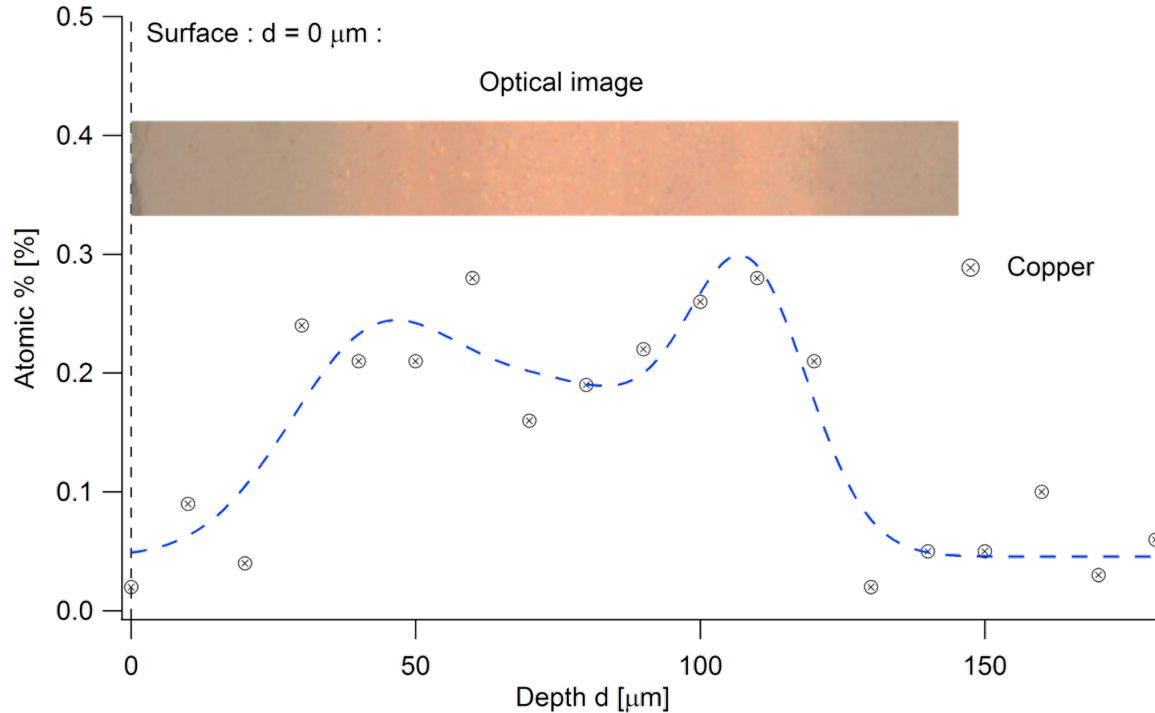 0.5
Surface : d = 0 μm :
Optical image
0.4
0.3
Copper
0.2
Atomic % [%]
0.1
0.0
0 50 100 150
Depth d [μm]